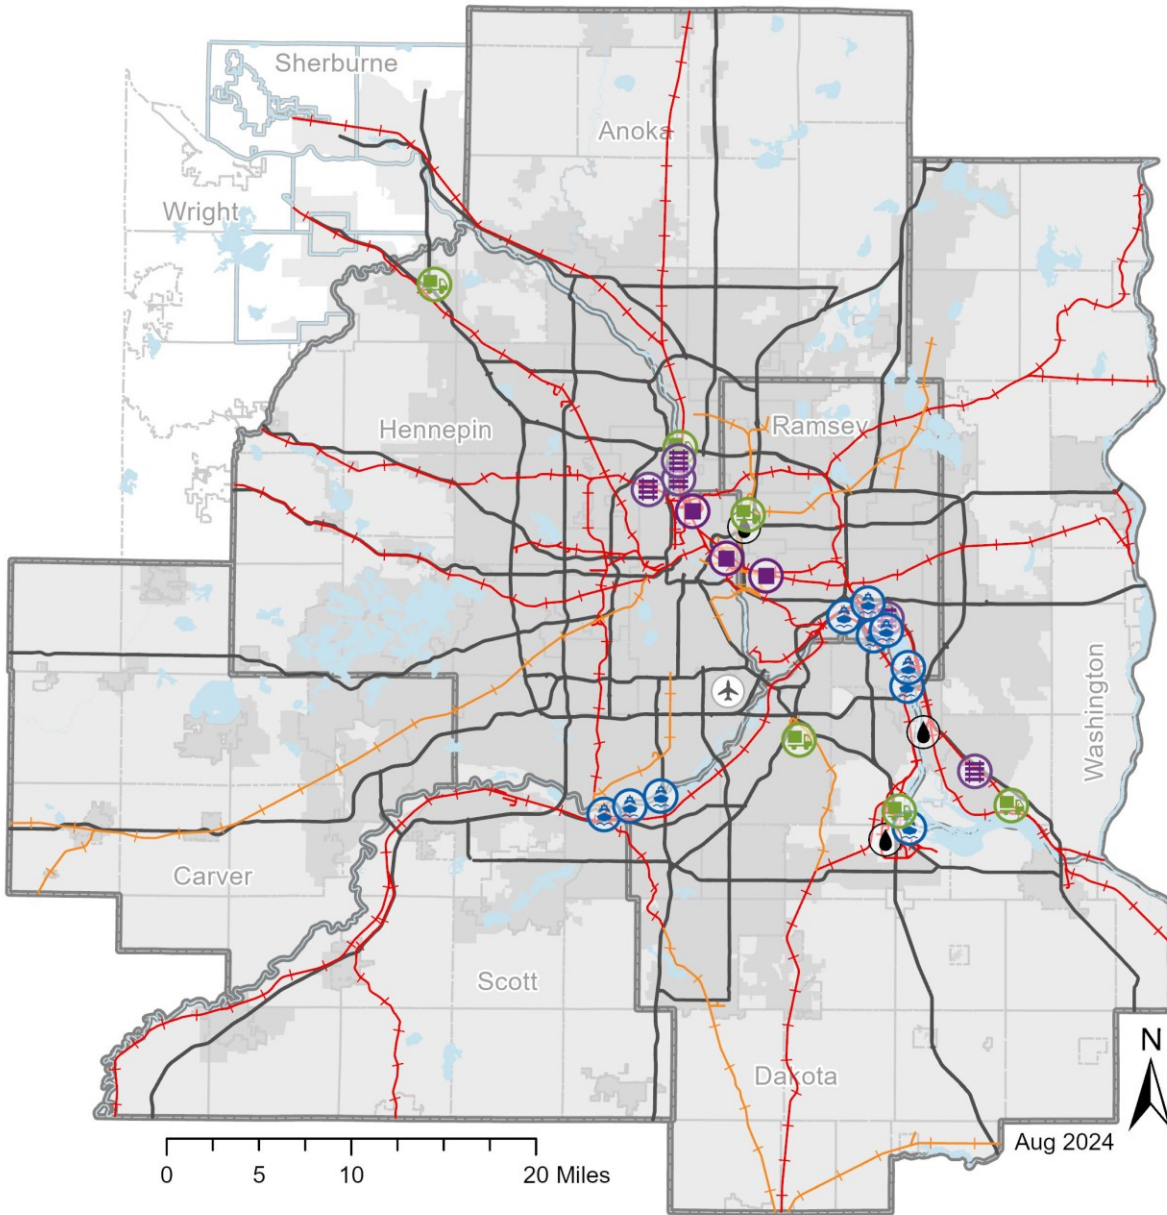 Sherburne
Anoka
Wright
Hennepin
Ramsey
Washington
Carver
Scott
Dakota
N
Aug 2024
0 5 10 20 Miles